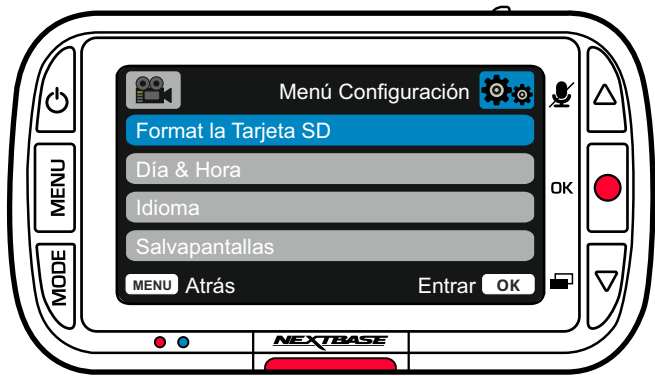 Menú Configuración
Format la Tarjeta SD
Día & Hora
Idioma
Salvapantallas
MENU Atrás Entrar OK
MENU
MODE
OK
NEXTBASE